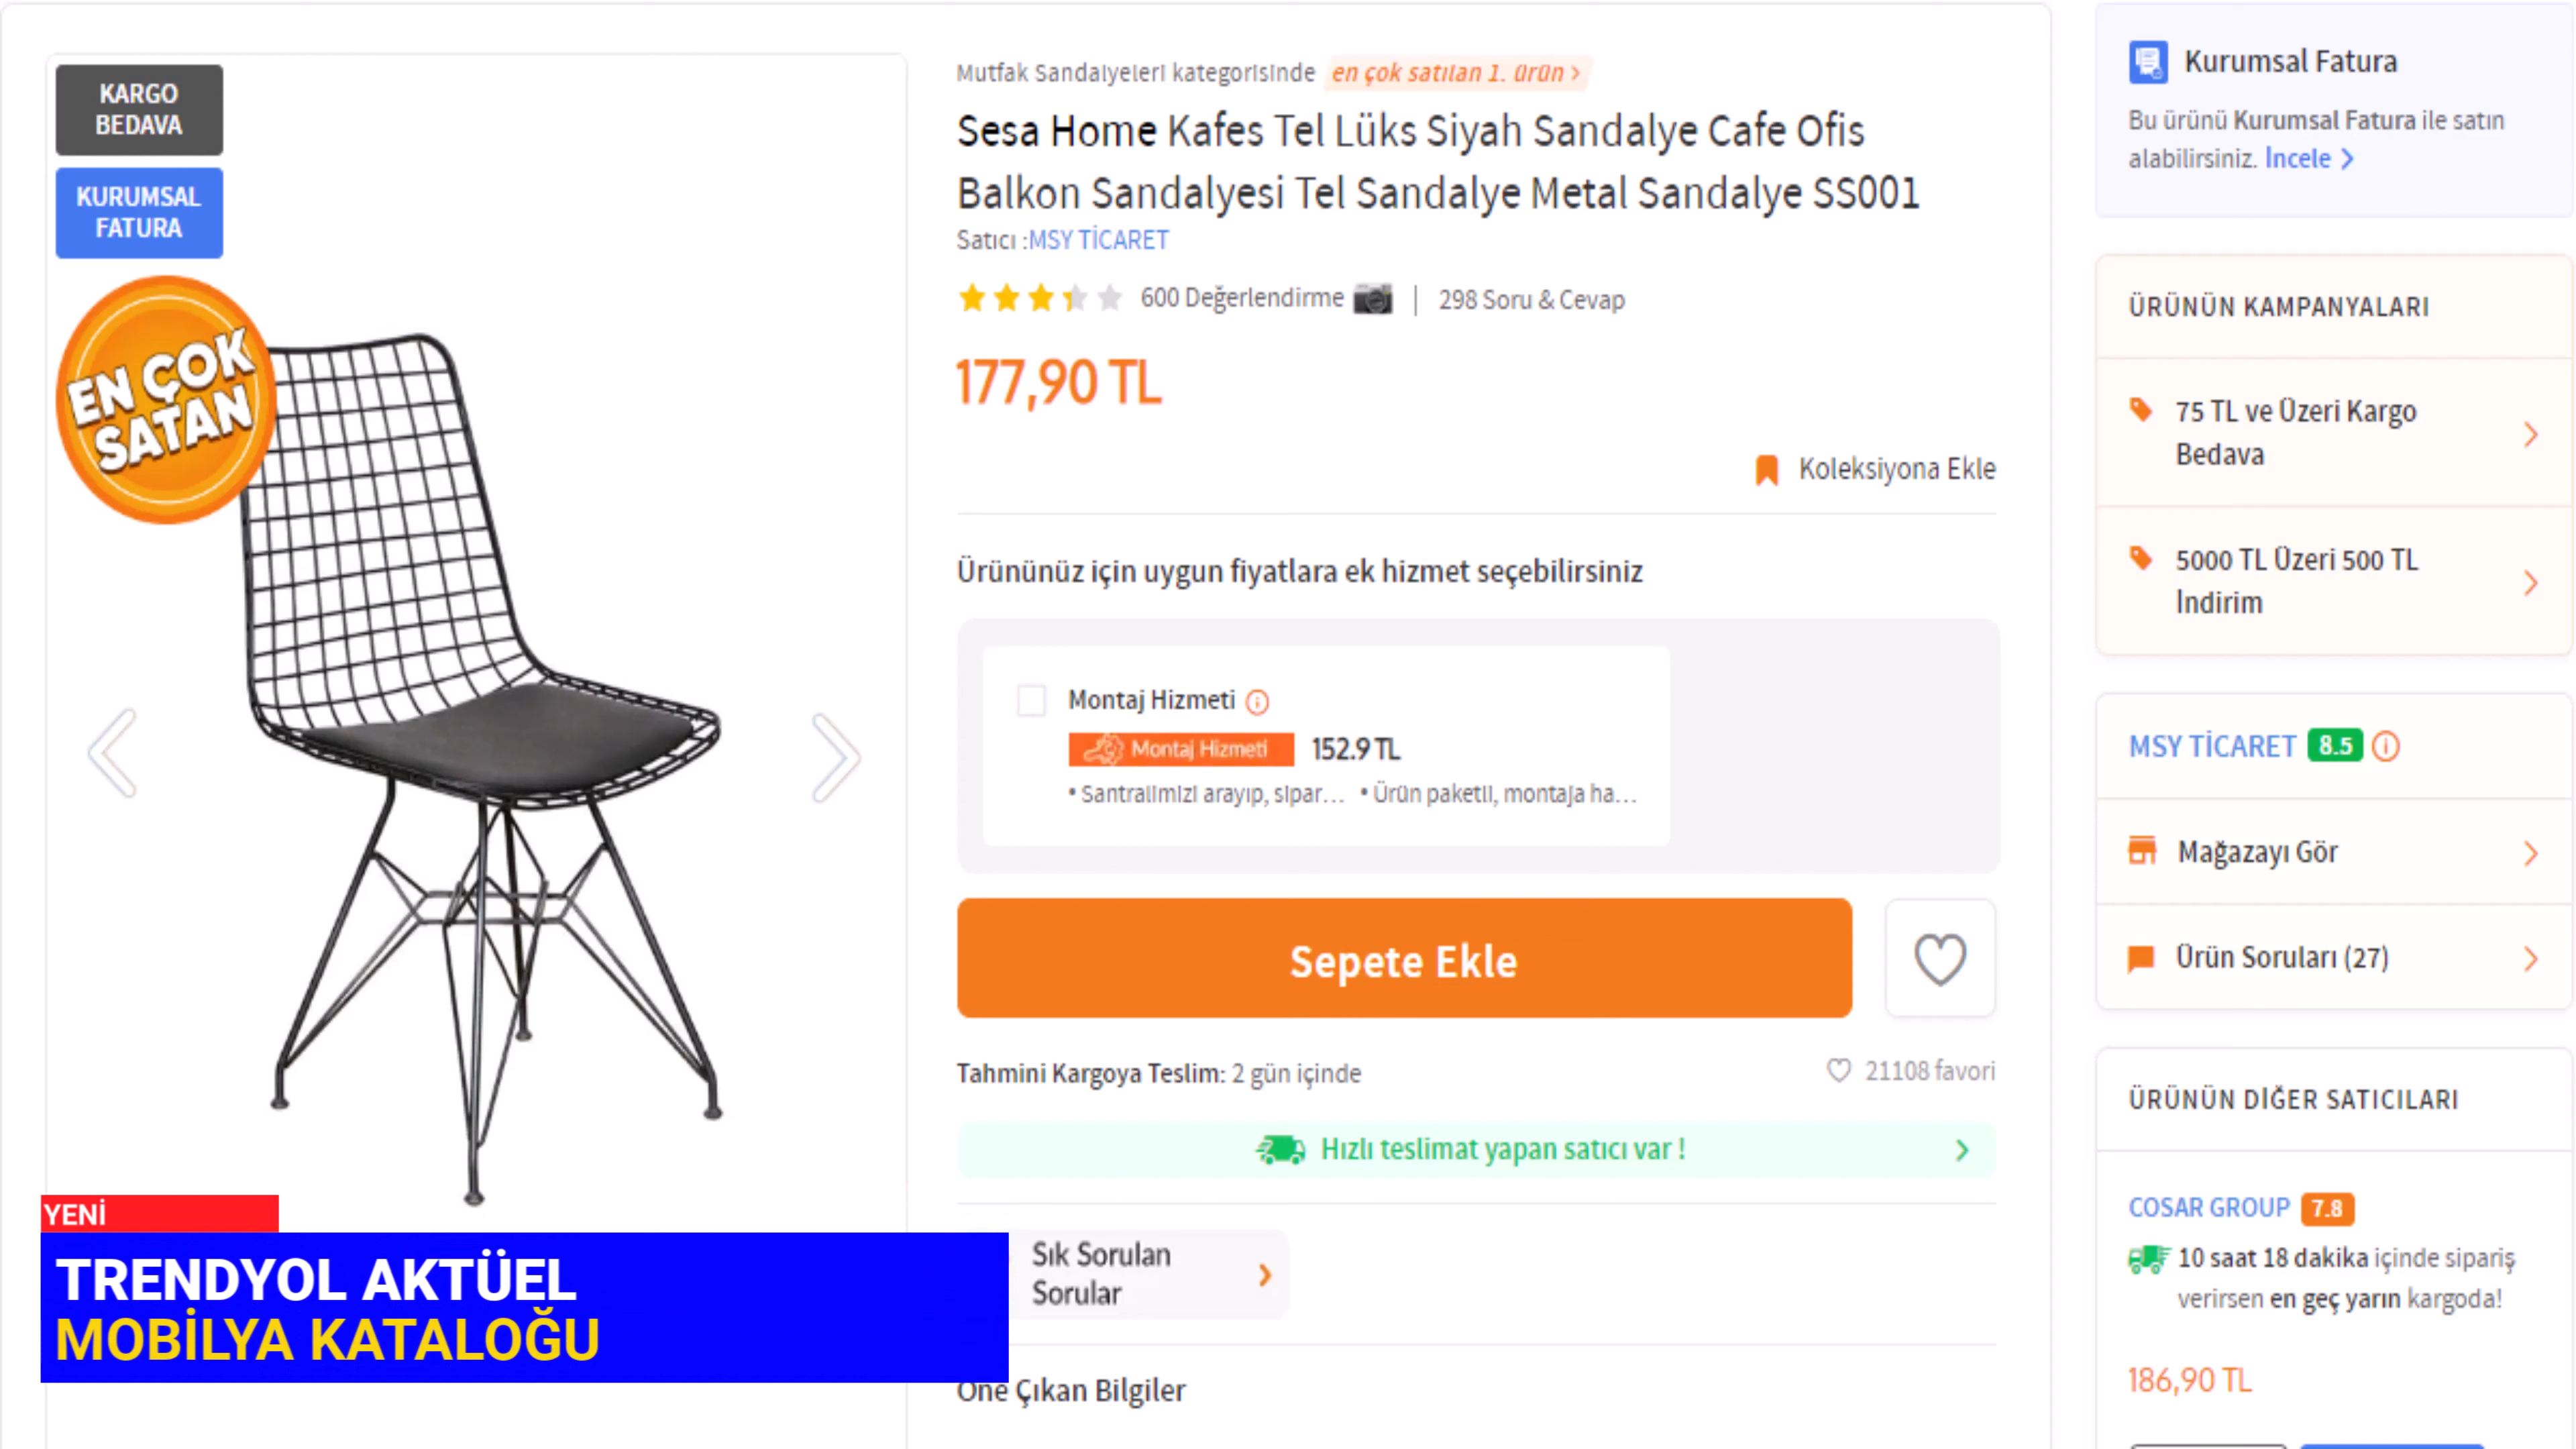 KARGO
BEDAVA
KURUMSAL
FATURA
EN ÇOK
SATAN
Mutfak Sandalyeleri kategorisinde en çok satılan 1. ürün >
Sesa Home Kafes Tel Lüks Siyah Sandalye Cafe Ofis
Balkon Sandalyesi Tel Sandalye Metal Sandalye SS001
Satıcı :MSY TİCARET
600 Değerlendirme | 298 Soru & Cevap
177,90 TL
Koleksiyona Ekle
Ürününüz için uygun fiyatlara ek hizmet seçebilirsiniz
Montaj Hizmeti
Montaj Hizmeti 152.9 TL
• Santralimizi arayıp, sipar... • Ürün paketli, montaja ha...
Sepete Ekle
Tahmini Kargoya Teslim: 2 gün içinde
21108 favori
Hızlı teslimat yapan satıcı var !
Sık Sorulan
Sorular
Öne Çıkan Bilgiler
YENİ
TRENDYOL AKTÜEL
MOBİLYA KATALOĞU
Kurumsal Fatura
Bu ürünü Kurumsal Fatura ile satın
alabilirsiniz. İncele >
ÜRÜNÜN KAMPANYALARI
75 TL ve Üzeri Kargo
Bedava
5000 TL Üzeri 500 TL
İndirim
MSY TİCARET 8.5
Mağazayı Gör
Ürün Soruları (27)
ÜRÜNÜN DİĞER SATICILARI
COSAR GROUP 7.8
10 saat 18 dakika içinde sipariş
verirsen en geç yarın kargoda!
186,90 TL